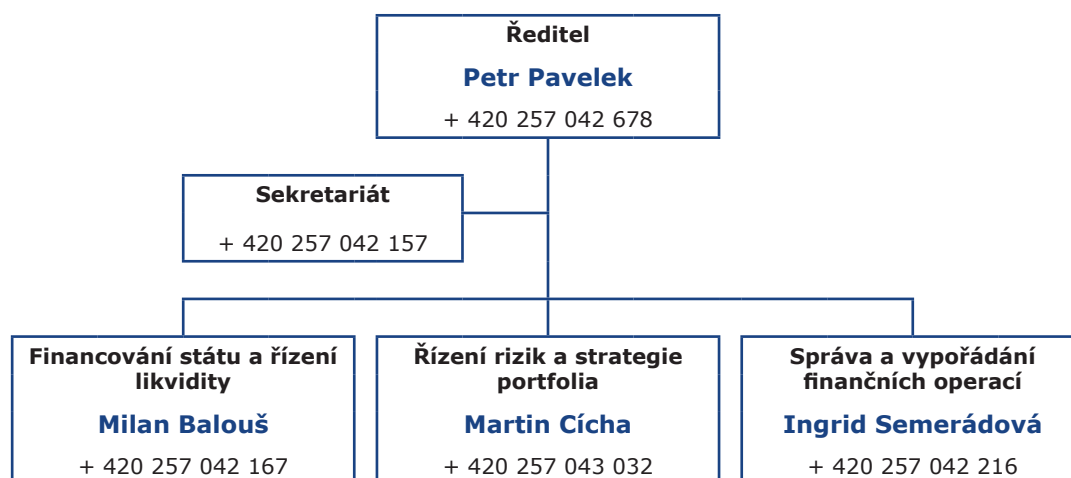 Ředitel
Petr Pavelek
+ 420 257 042 678
Sekretariát
+ 420 257 042 157
Financování státu a řízení
likvidity
Milan Balouš
+ 420 257 042 167
Řízení rizik a strategie
portfolia
Martin Cícha
+ 420 257 043 032
Správa a vypořádání
finančních operací
Ingrid Semerádová
+ 420 257 042 216